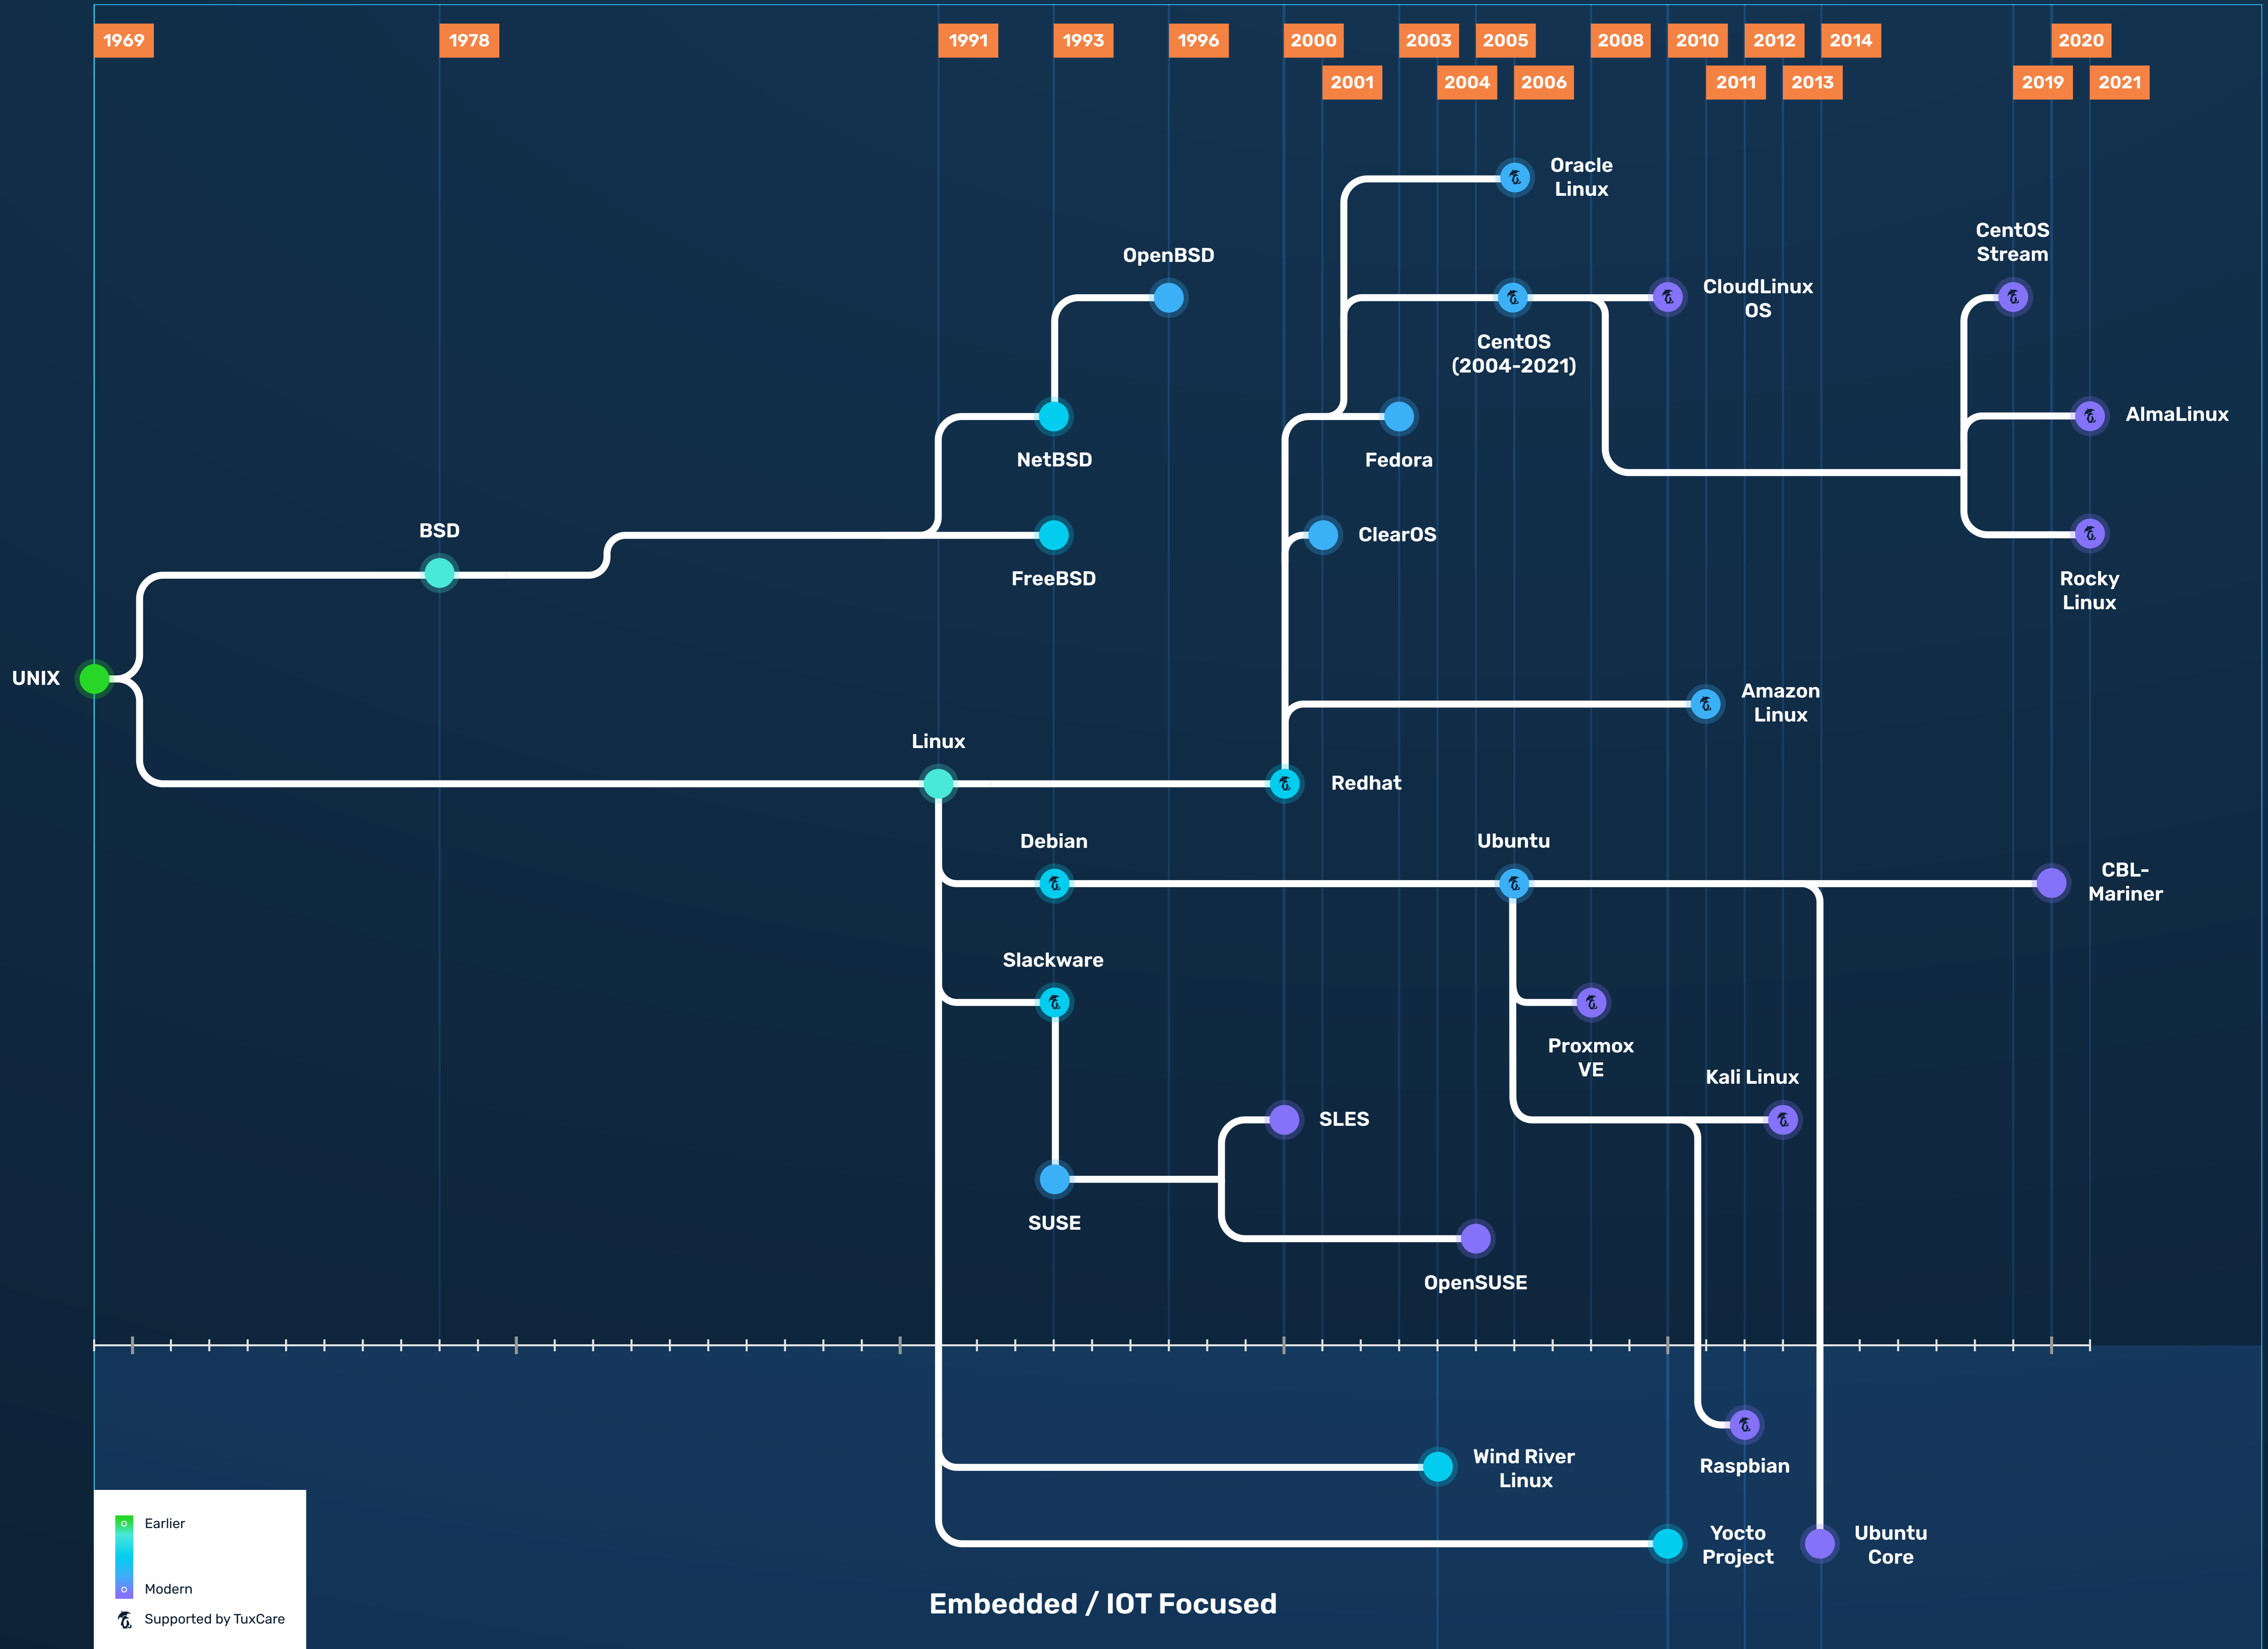 1969
1978
1991
1993
1996
2000
2003
2005
2008
2010
2012
2014
2020
2001
2004
2006
2011
2013
2019
2021
Oracle
Linux
CentOS
Stream
OpenBSD
CloudLinux
OS
CentOS
(2004-2021)
AlmaLinux
NetBSD
Fedora
BSD
ClearOS
FreeBSD
Rocky
Linux
UNIX
Amazon
Linux
Linux
Redhat
Debian
Ubuntu
CBL-
Mariner
Slackware
Proxmox
VE
Kali Linux
SLES
SUSE
OpenSUSE
Wind River
Linux
Raspbian
Yocto
Project
Ubuntu
Core
Embedded / IOT Focused
Earlier
Modern
Supported by TuxCare